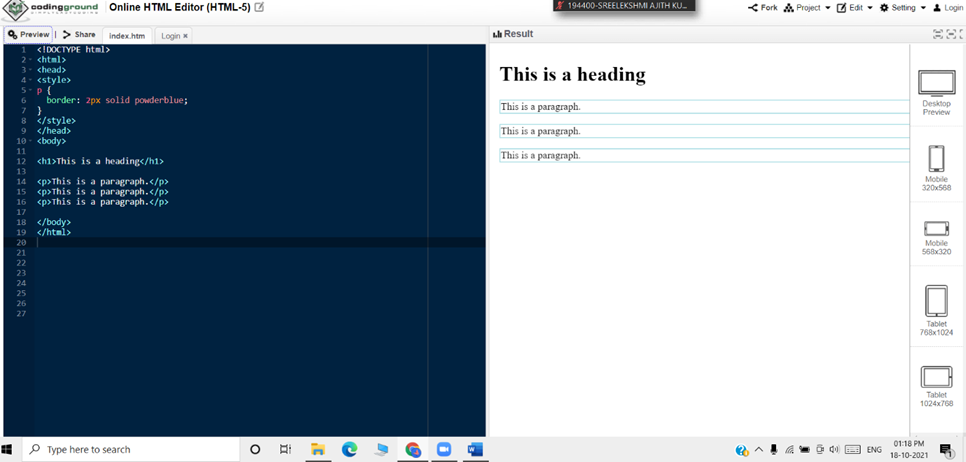 codingground
Online HTML Editor (HTML-5)
194400-SREELEKSHMI AJITH KU...
Fork Project Edit Setting Login
Preview Share index.htm Login ×
Result
1 <!DOCTYPE html>
2 <html>
3 <head>
4 <style>
5 p {
6 border: 2px solid powderblue;
7 }
8 </style>
9 </head>
10 <body>
11
12 <h1>This is a heading</h1>
13
14 <p>This is a paragraph.</p>
15 <p>This is a paragraph.</p>
16 <p>This is a paragraph.</p>
17
18 </body>
19 </html>
20
21
22
23
24
25
26
27
This is a heading
This is a paragraph.
This is a paragraph.
This is a paragraph.
Desktop
Preview
Mobile
320x568
Mobile
568x320
Tablet
768x1024
Tablet
1024x768
Type here to search
ENG
01:18 PM
18-10-2021
1